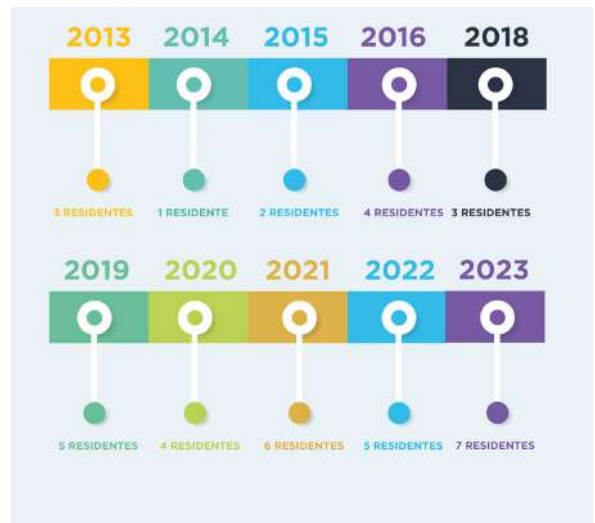 2013 2014 2015 2016 2018
3 RESIDENTES 1 RESIDENTE 2 RESIDENTES 4 RESIDENTES 3 RESIDENTES
2019 2020 2021 2022 2023
5 RESIDENTES 4 RESIDENTES 6 RESIDENTES 5 RESIDENTES 7 RESIDENTES